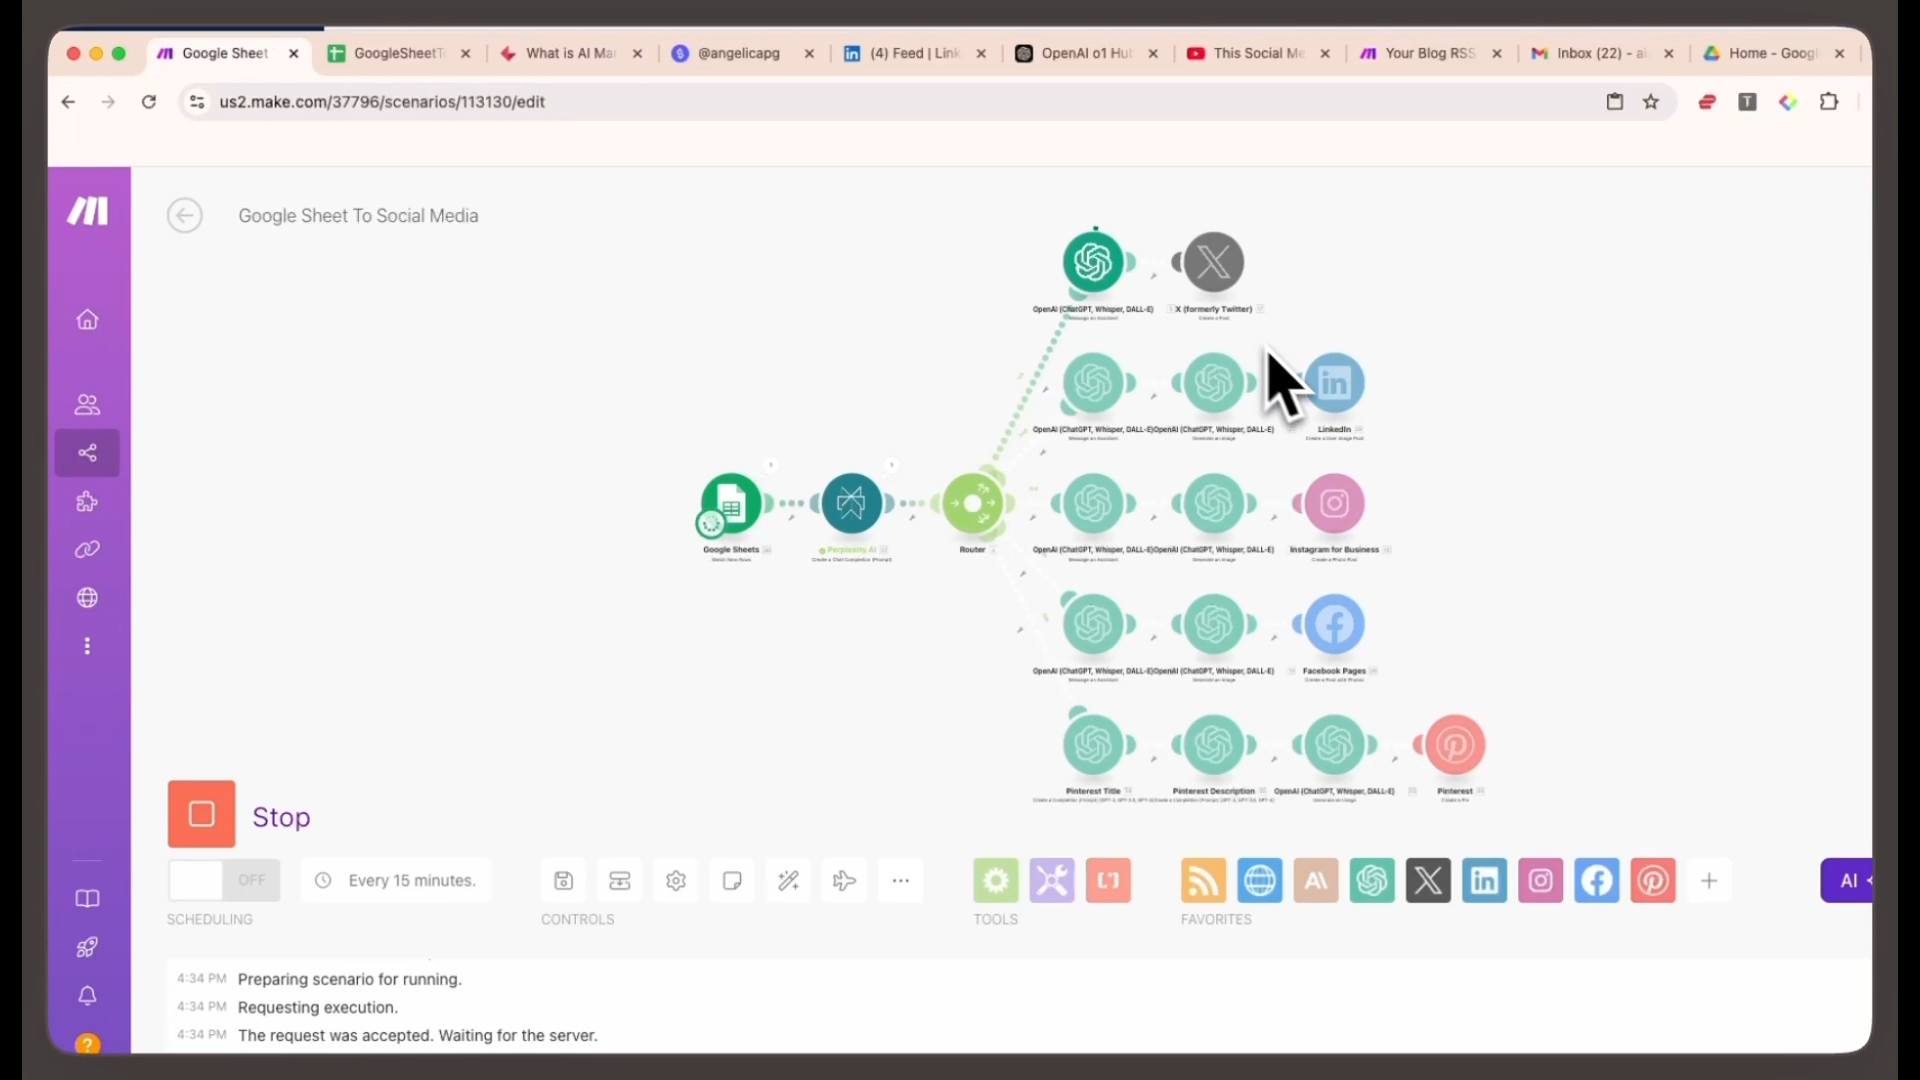 Google Sheet
GoogleSheetT
What is AI Mar
@angelicapg
(4) Feed | Link
OpenAI o1 Hub
This Social Me
Your Blog RSS
Inbox (22) - ai
Home - Googl
us2.make.com/37796/scenarios/113130/edit
T
Google Sheet To Social Media
OpenAI (ChatGPT, Whisper, DALL-E)
Message an Assistant
X (formerly Twitter)
Create a Post
OpenAI (ChatGPT, Whisper, DALL-E)
Message an Assistant
OpenAI (ChatGPT, Whisper, DALL-E)
Generate an Image
LinkedIn
Create a User Image Post
Google Sheets
Watch New Rows
Perplexity AI
Create a Chat Completion (Prompt)
Router
OpenAI (ChatGPT, Whisper, DALL-E)
Message an Assistant
OpenAI (ChatGPT, Whisper, DALL-E)
Generate an Image
Instagram for Business
Create a Photo Post
OpenAI (ChatGPT, Whisper, DALL-E)
Message an Assistant
OpenAI (ChatGPT, Whisper, DALL-E)
Generate an Image
Facebook Pages
Create a Post with Photos
Pinterest Title
Pinterest Description
OpenAI (ChatGPT, Whisper, DALL-E)
Generate an Image
Pinterest
Create a Pin
Stop
OFF
Every 15 minutes.
AI
SCHEDULING
CONTROLS
TOOLS
FAVORITES
4:34 PM Preparing scenario for running.
4:34 PM Requesting execution.
4:34 PM The request was accepted. Waiting for the server.
?